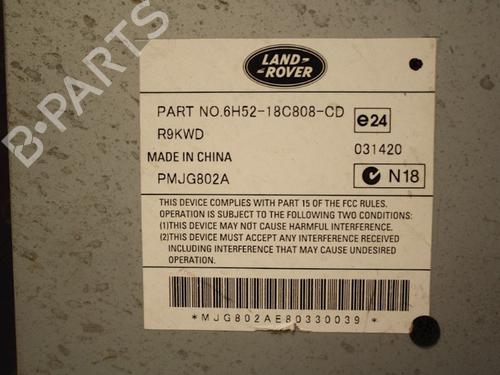 B-PARTS
LAND-
-ROVER
PART NO.6H52-18C808-CD
e24
R9KWD
031420
MADE IN CHINA
PMJG802A
N18
THIS DEVICE COMPLIES WITH PART 15 OF THE FCC RULES.
OPERATION IS SUBJECT TO THE FOLLOWING TWO CONDITIONS:
(1)THIS DEVICE MAY NOT CAUSE HARMFUL INTERFERENCE.
(2)THIS DEVICE MUST ACCEPT ANY INTERFERENCE RECEIVED
INCLUDING INTERFERENCE THAT MAY CAUSE UNDESIRED
OPERATION.
*MJG802AE80330039*